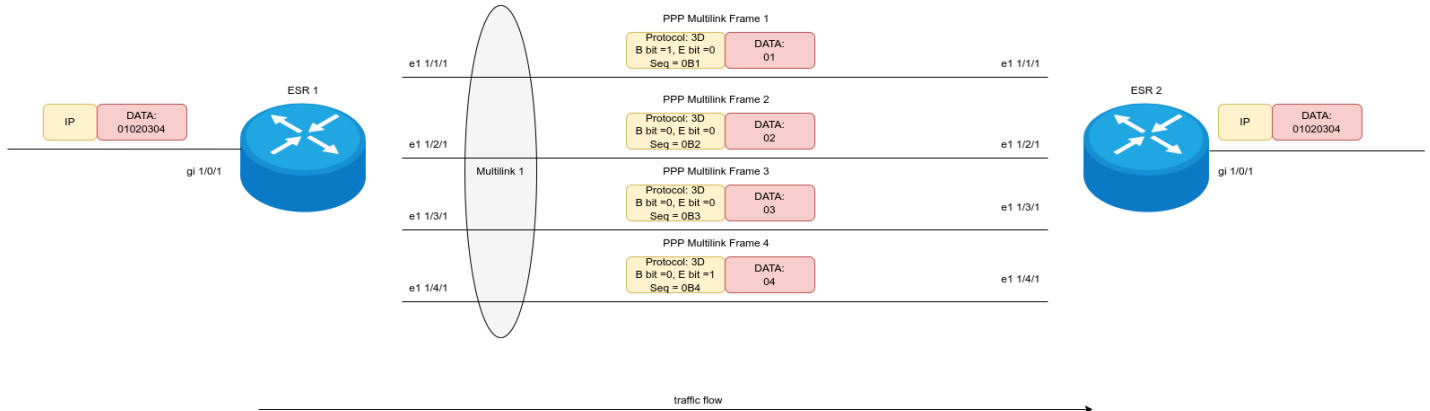 PPP Multilink Frame 1
Protocol: 3D
B bit =1, E bit =0
Seq = 0B1
DATA:
01
e1 1/1/1
e1 1/1/1
ESR 1
ESR 2
IP
DATA:
01020304
PPP Multilink Frame 2
Protocol: 3D
B bit =0, E bit =0
Seq = 0B2
DATA:
02
IP
DATA:
01020304
e1 1/2/1
e1 1/2/1
gi 1/0/1
Multilink 1
gi 1/0/1
PPP Multilink Frame 3
Protocol: 3D
B bit =0, E bit =0
Seq = 0B3
DATA:
03
e1 1/3/1
e1 1/3/1
PPP Multilink Frame 4
Protocol: 3D
B bit =0, E bit =1
Seq = 0B4
DATA:
04
e1 1/4/1
e1 1/4/1
traffic flow